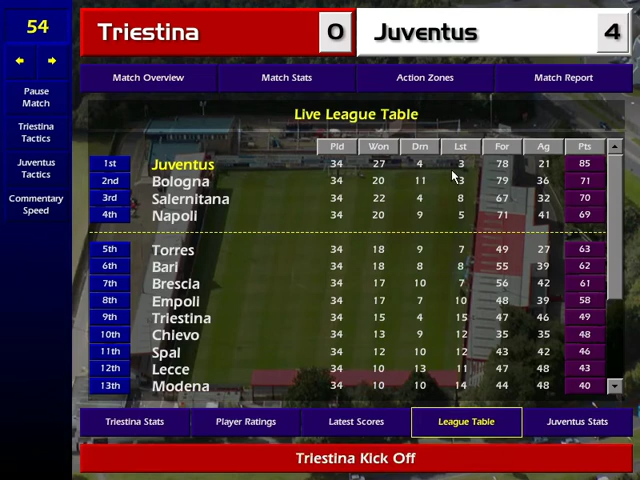 54
Triestina 0 Juventus 4
Match Overview Match Stats Action Zones Match Report
Pause
Match
Triestina
Tactics
Juventus
Tactics
Commentary
Speed
Live League Table
Pld Won Drn Lst For Ag Pts
1st Juventus 34 27 4 3 78 21 85
2nd Bologna 34 20 11 3 79 36 71
3rd Salernitana 34 22 4 8 67 32 70
4th Napoli 34 20 9 5 71 41 69
5th Torres 34 18 9 7 49 27 63
6th Bari 34 18 8 8 55 39 62
7th Brescia 34 17 10 7 56 42 61
8th Empoli 34 17 7 10 48 39 58
9th Triestina 34 15 4 15 47 46 49
10th Chievo 34 13 9 12 35 35 48
11th Spal 34 12 10 12 43 42 46
12th Lecce 34 10 13 11 47 48 43
13th Modena 34 10 10 14 44 48 40
Triestina Stats Player Ratings Latest Scores League Table Juventus Stats
Triestina Kick Off